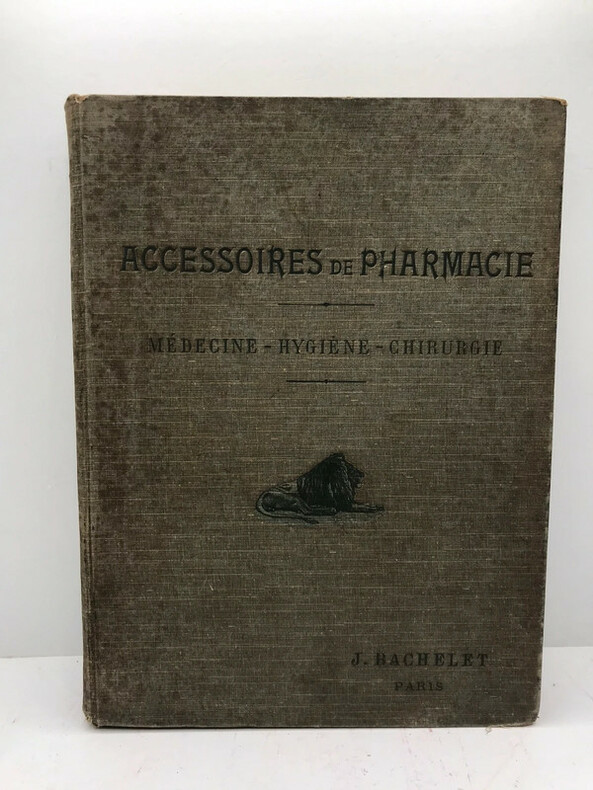 ACCESSOIRES DE PHARMACIE
MÉDECINE - HYGIÈNE - CHIRURGIE
J. BACHELET
PARIS